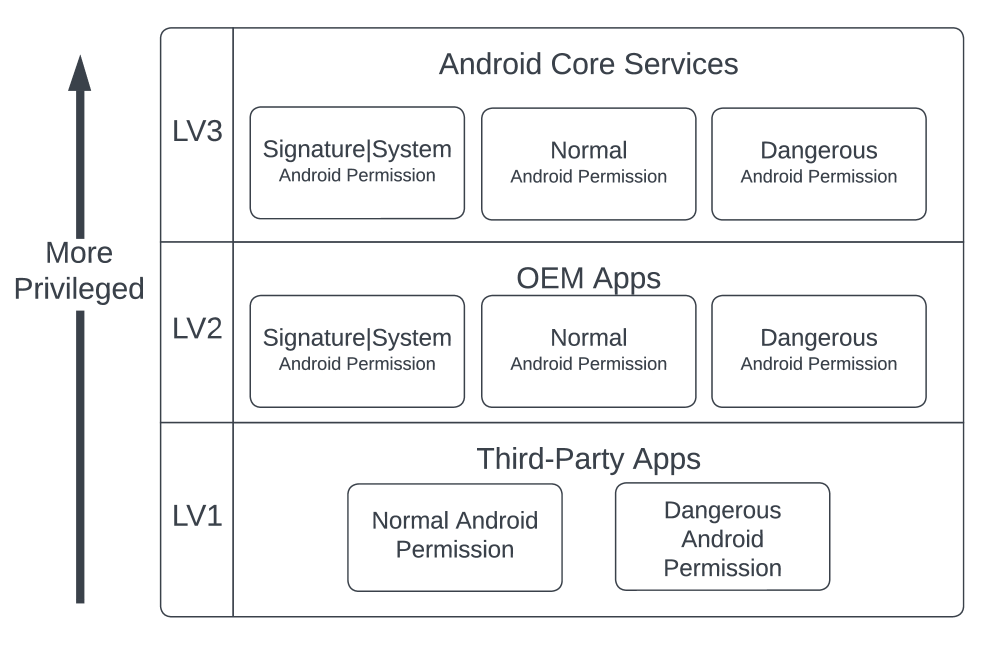 Android Core Services
LV3
Signature|System
Android Permission
Normal
Android Permission
Dangerous
Android Permission
More
Privileged
OEM Apps
LV2
Signature|System
Android Permission
Normal
Android Permission
Dangerous
Android Permission
Third-Party Apps
LV1
Normal Android
Permission
Dangerous
Android
Permission